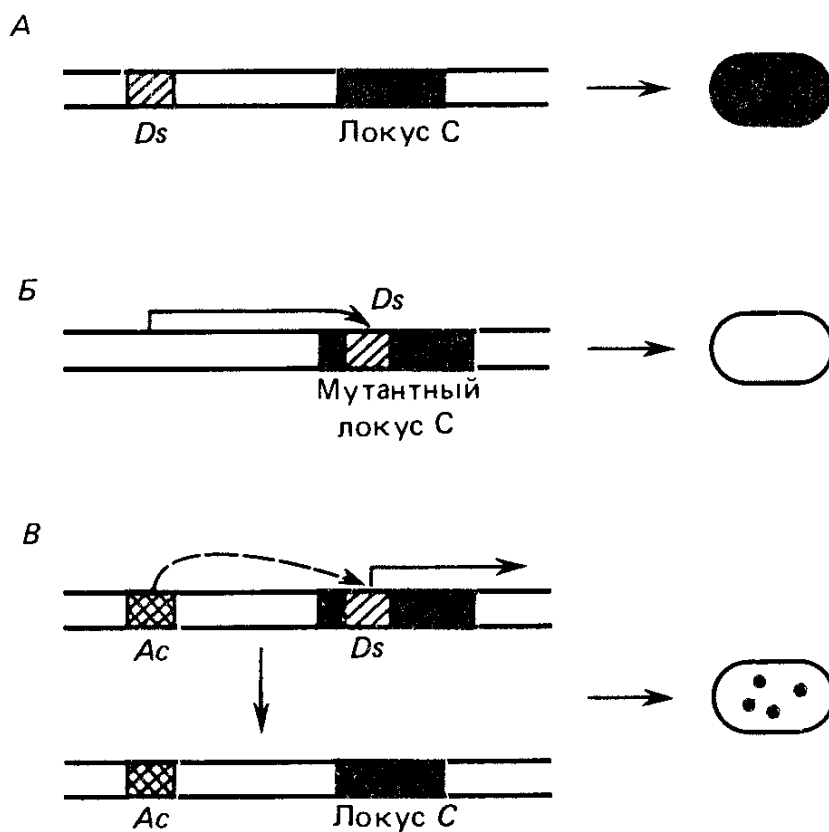 А
Ds
Локус С
Б
Ds
Мутантный
локус С
В
Ac
Ds
Ac
Локус С